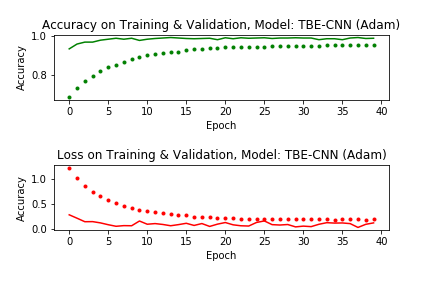 Accuracy on Training & Validation, Model: TBE-CNN (Adam)
1.0
0.8
Accuracy
0 5 10 15 20 25 30 35 40
Epoch
Loss on Training & Validation, Model: TBE-CNN (Adam)
1.0
0.5
0.0
Accuracy
0 5 10 15 20 25 30 35 40
Epoch